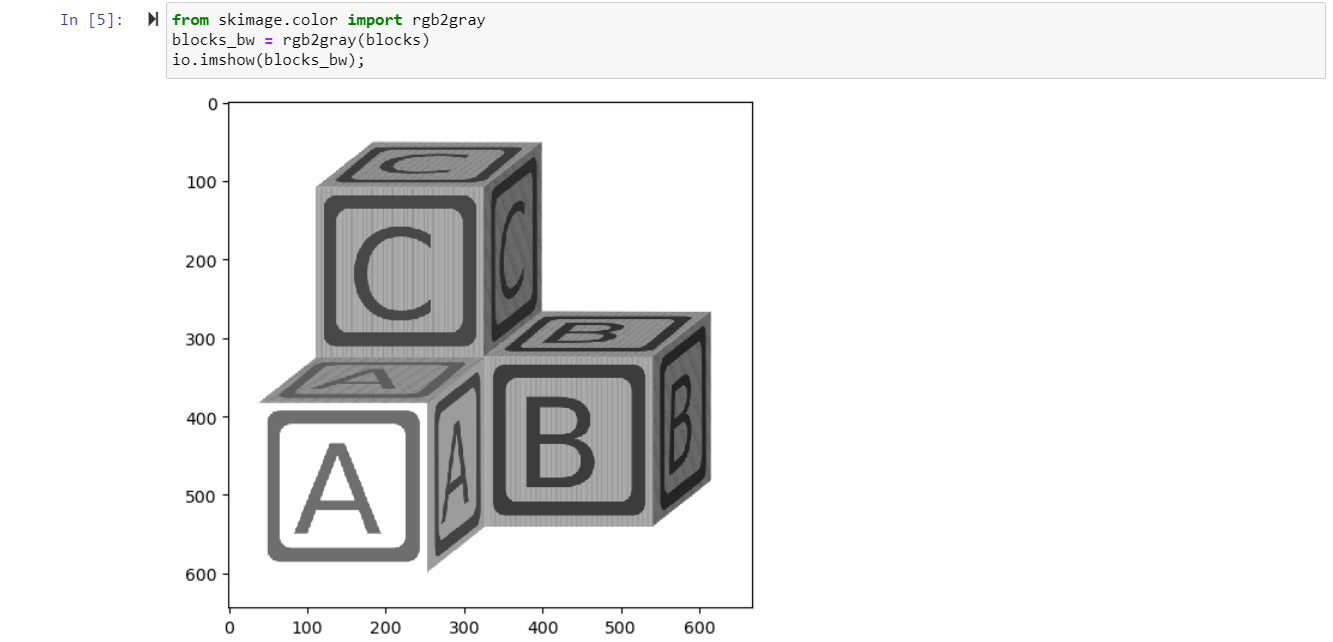 In [5]:
from skimage.color import rgb2gray
blocks_bw = rgb2gray(blocks)
io.imshow(blocks_bw);
0
100
200
300
400
500
600
C
C
C
B
A
A
A
B
B
0 100 200 300 400 500 600